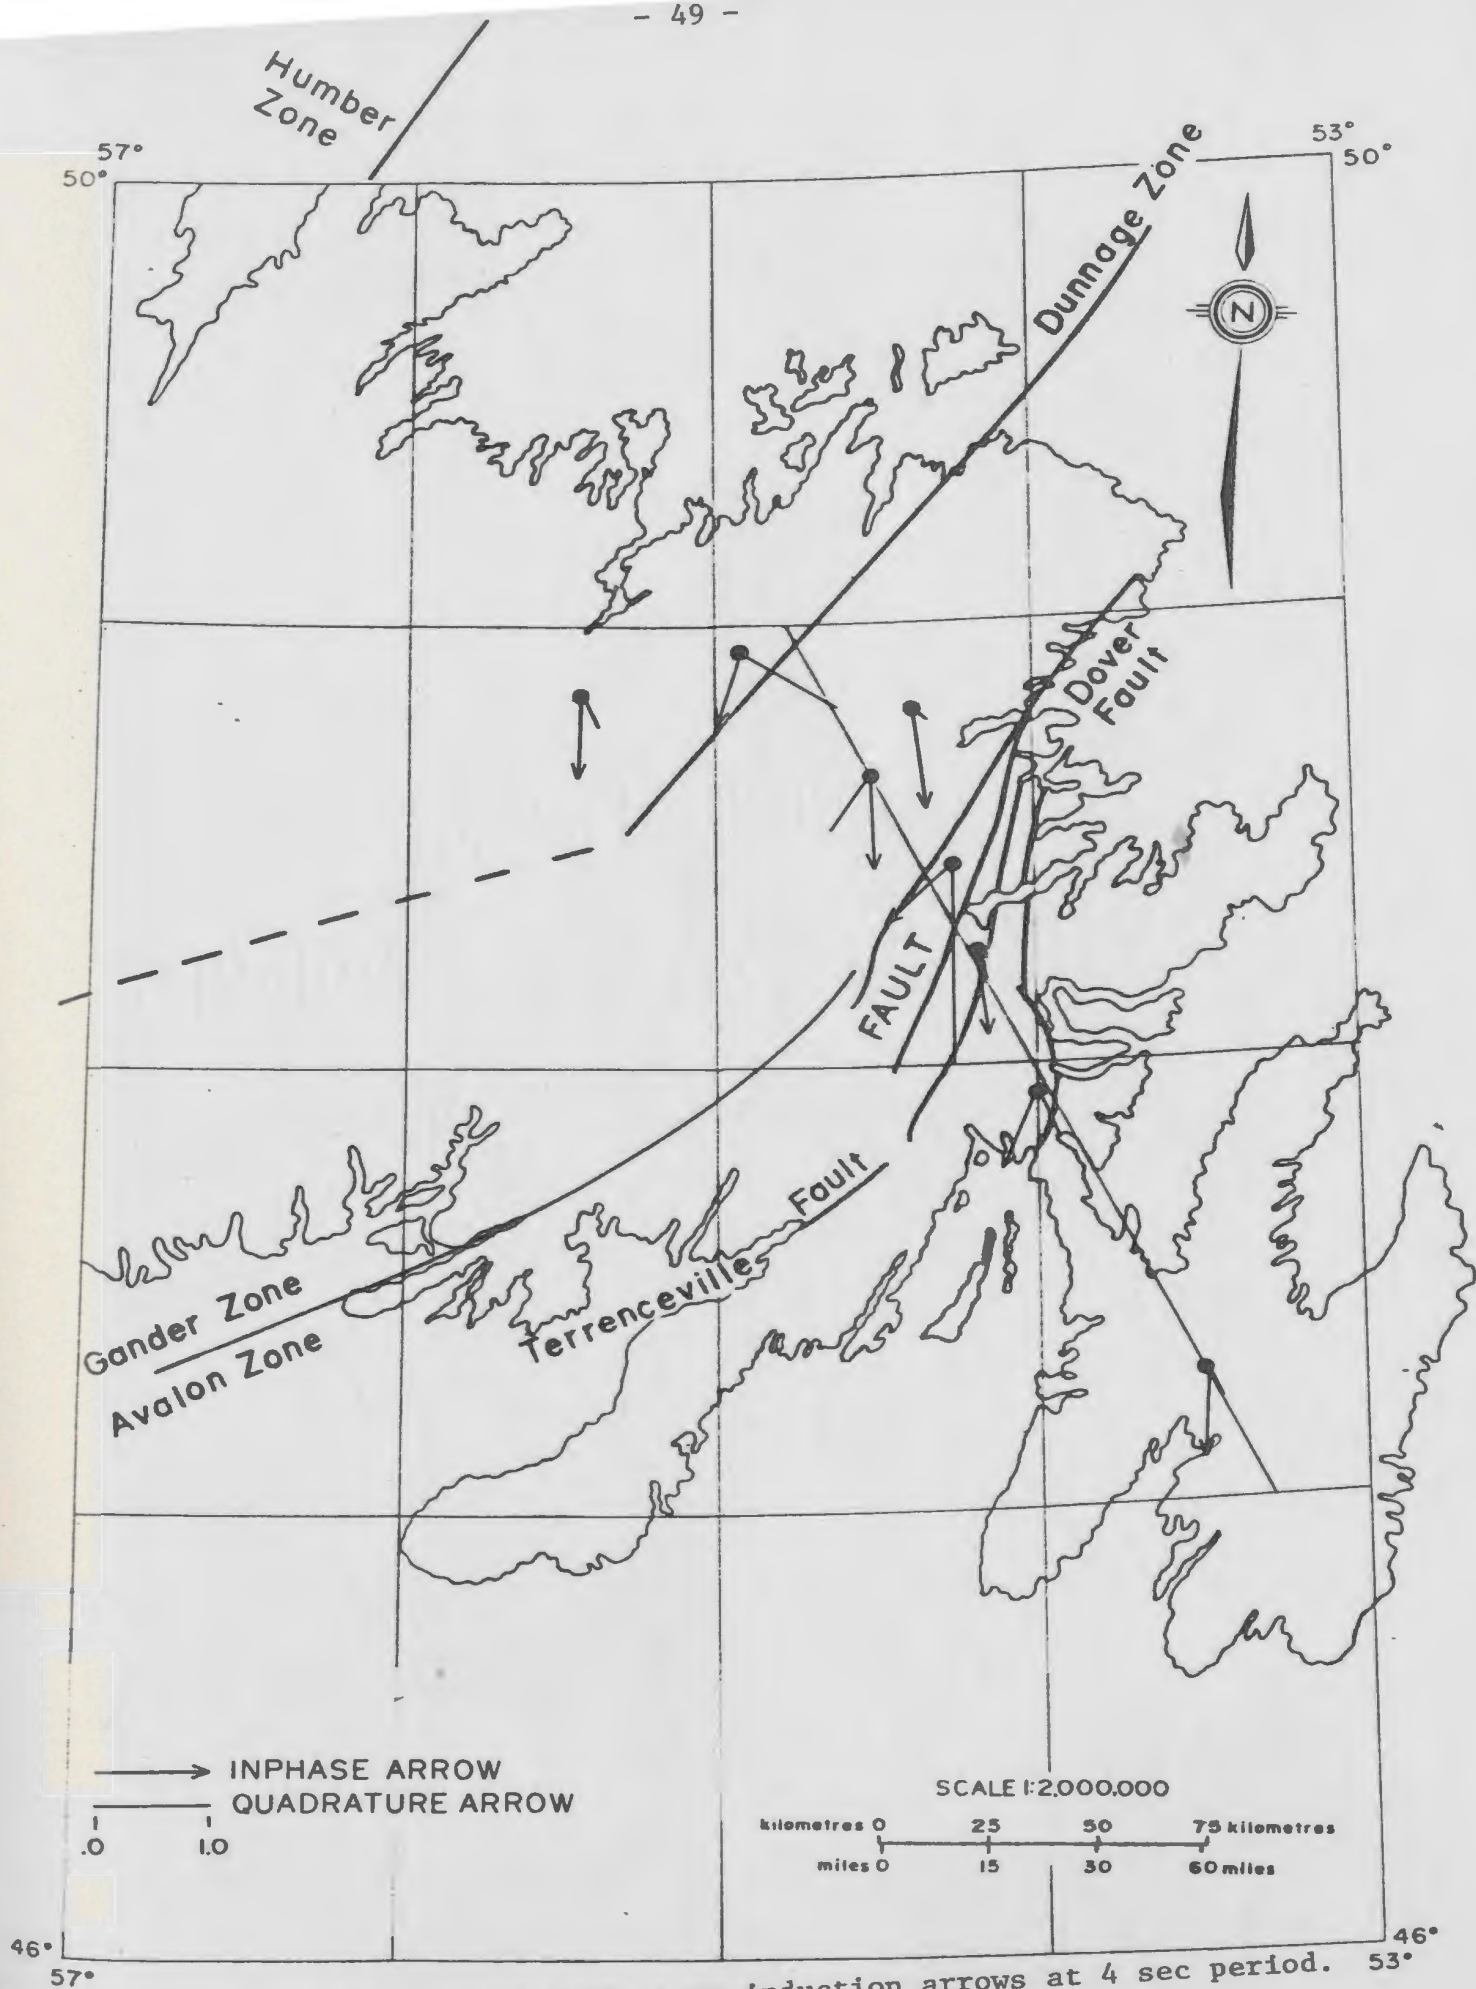 - 49 -
Humber
Zone
57°
50°
53°
50°
Dunnage Zone
N
Dover
Fault
FAULT
Fault
Terrenceville
Gander Zone
Avalon Zone
INPHASE ARROW
QUADRATURE ARROW
.0 1.0
SCALE 1:2,000,000
kilometres 0 25 50 75 kilometres
miles 0 15 30 60 miles
46°
57°
46°
53°
induction arrows at 4 sec period.